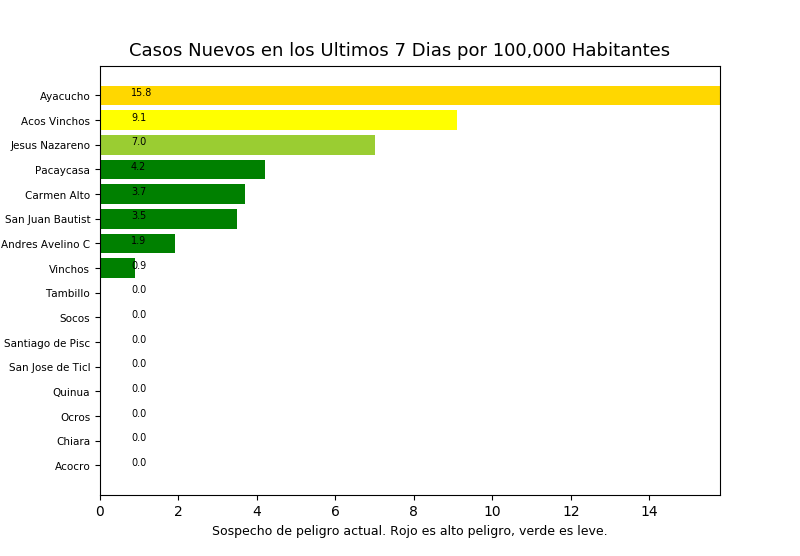 Casos Nuevos en los Ultimos 7 Dias por 100,000 Habitantes
Ayacucho 15.8
Acos Vinchos 9.1
Jesus Nazareno 7.0
Pacaycasa 4.2
Carmen Alto 3.7
San Juan Bautist 3.5
Andres Avelino C 1.9
Vinchos 0.9
Tambillo 0.0
Socos 0.0
Santiago de Pisc 0.0
San Jose de Ticl 0.0
Quinua 0.0
Ocros 0.0
Chiara 0.0
Acocro 0.0
0 2 4 6 8 10 12 14
Sospecho de peligro actual. Rojo es alto peligro, verde es leve.